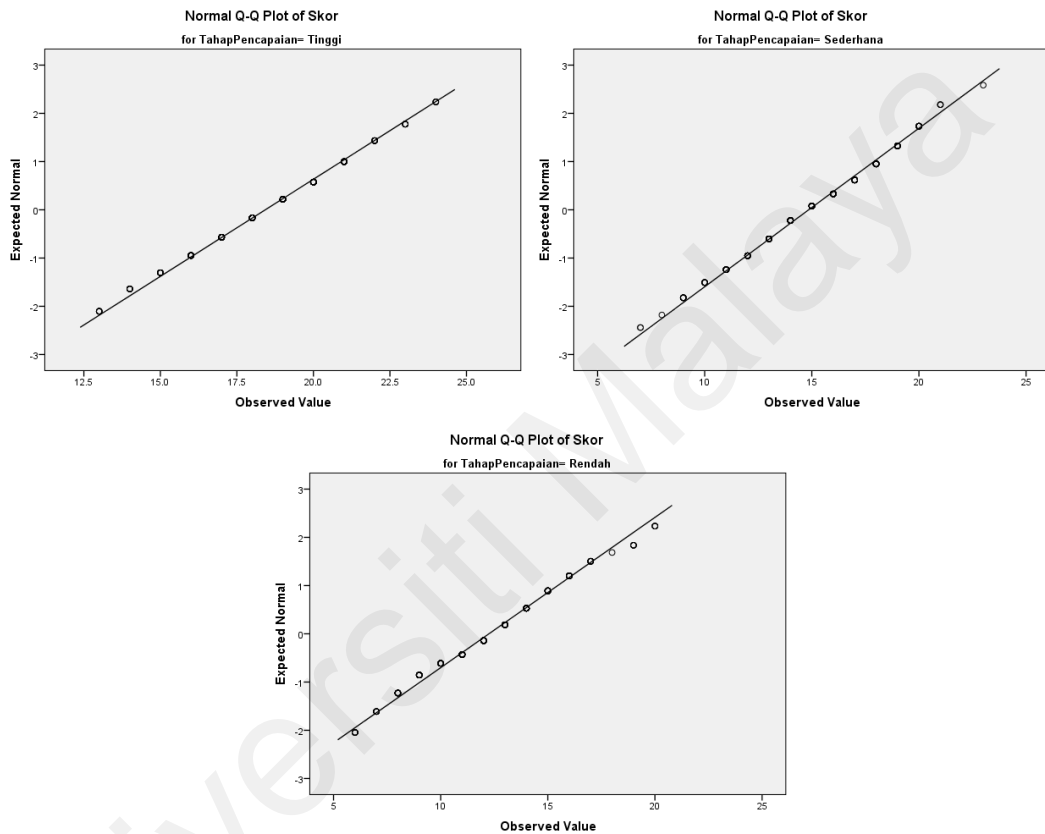 Normal Q-Q Plot of Skor
for TahapPencapaian= Tinggi
Expected Normal
3
2
1
0
-1
-2
-3
12.5 15.0 17.5 20.0 22.5 25.0
Observed Value
Normal Q-Q Plot of Skor
for TahapPencapaian= Sederhana
Expected Normal
3
2
1
0
-1
-2
-3
5 10 15 20 25
Observed Value
Normal Q-Q Plot of Skor
for TahapPencapaian= Rendah
Expected Normal
3
2
1
0
-1
-2
-3
5 10 15 20 25
Observed Value
versiti Malaya